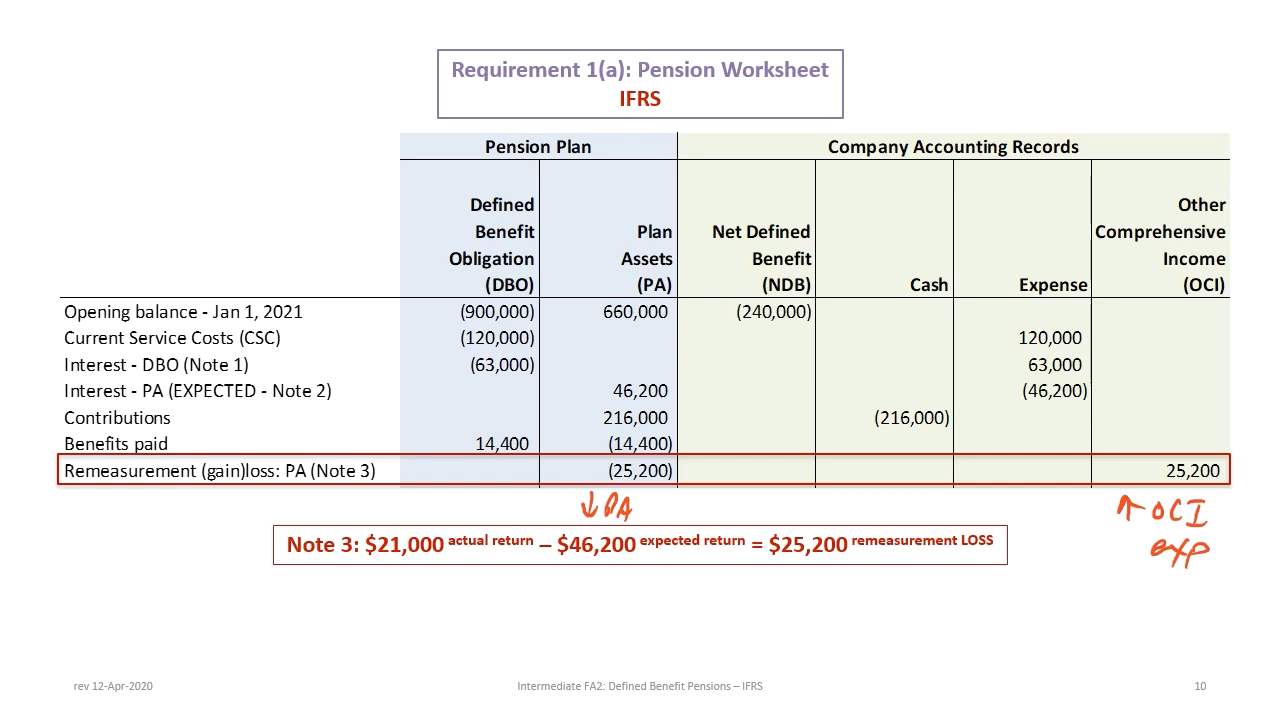 Requirement 1(a): Pension Worksheet
IFRS
Pension Plan Company Accounting Records
Defined Benefit Obligation (DBO) Plan Assets (PA) Net Defined Benefit (NDB) Cash Expense Other Comprehensive Income (OCI)
Opening balance - Jan 1, 2021 (900,000) 660,000 (240,000)
Current Service Costs (CSC) (120,000) 120,000
Interest - DBO (Note 1) (63,000) 63,000
Interest - PA (EXPECTED - Note 2) 46,200 (46,200)
Contributions 216,000 (216,000)
Benefits paid 14,400 (14,400)
Remeasurement (gain)loss: PA (Note 3) (25,200) 25,200
↓ PA ↑ OCI
exp
Note 3: $21,000 actual return – $46,200 expected return = $25,200 remeasurement LOSS
rev 12-Apr-2020 Intermediate FA2: Defined Benefit Pensions – IFRS 10